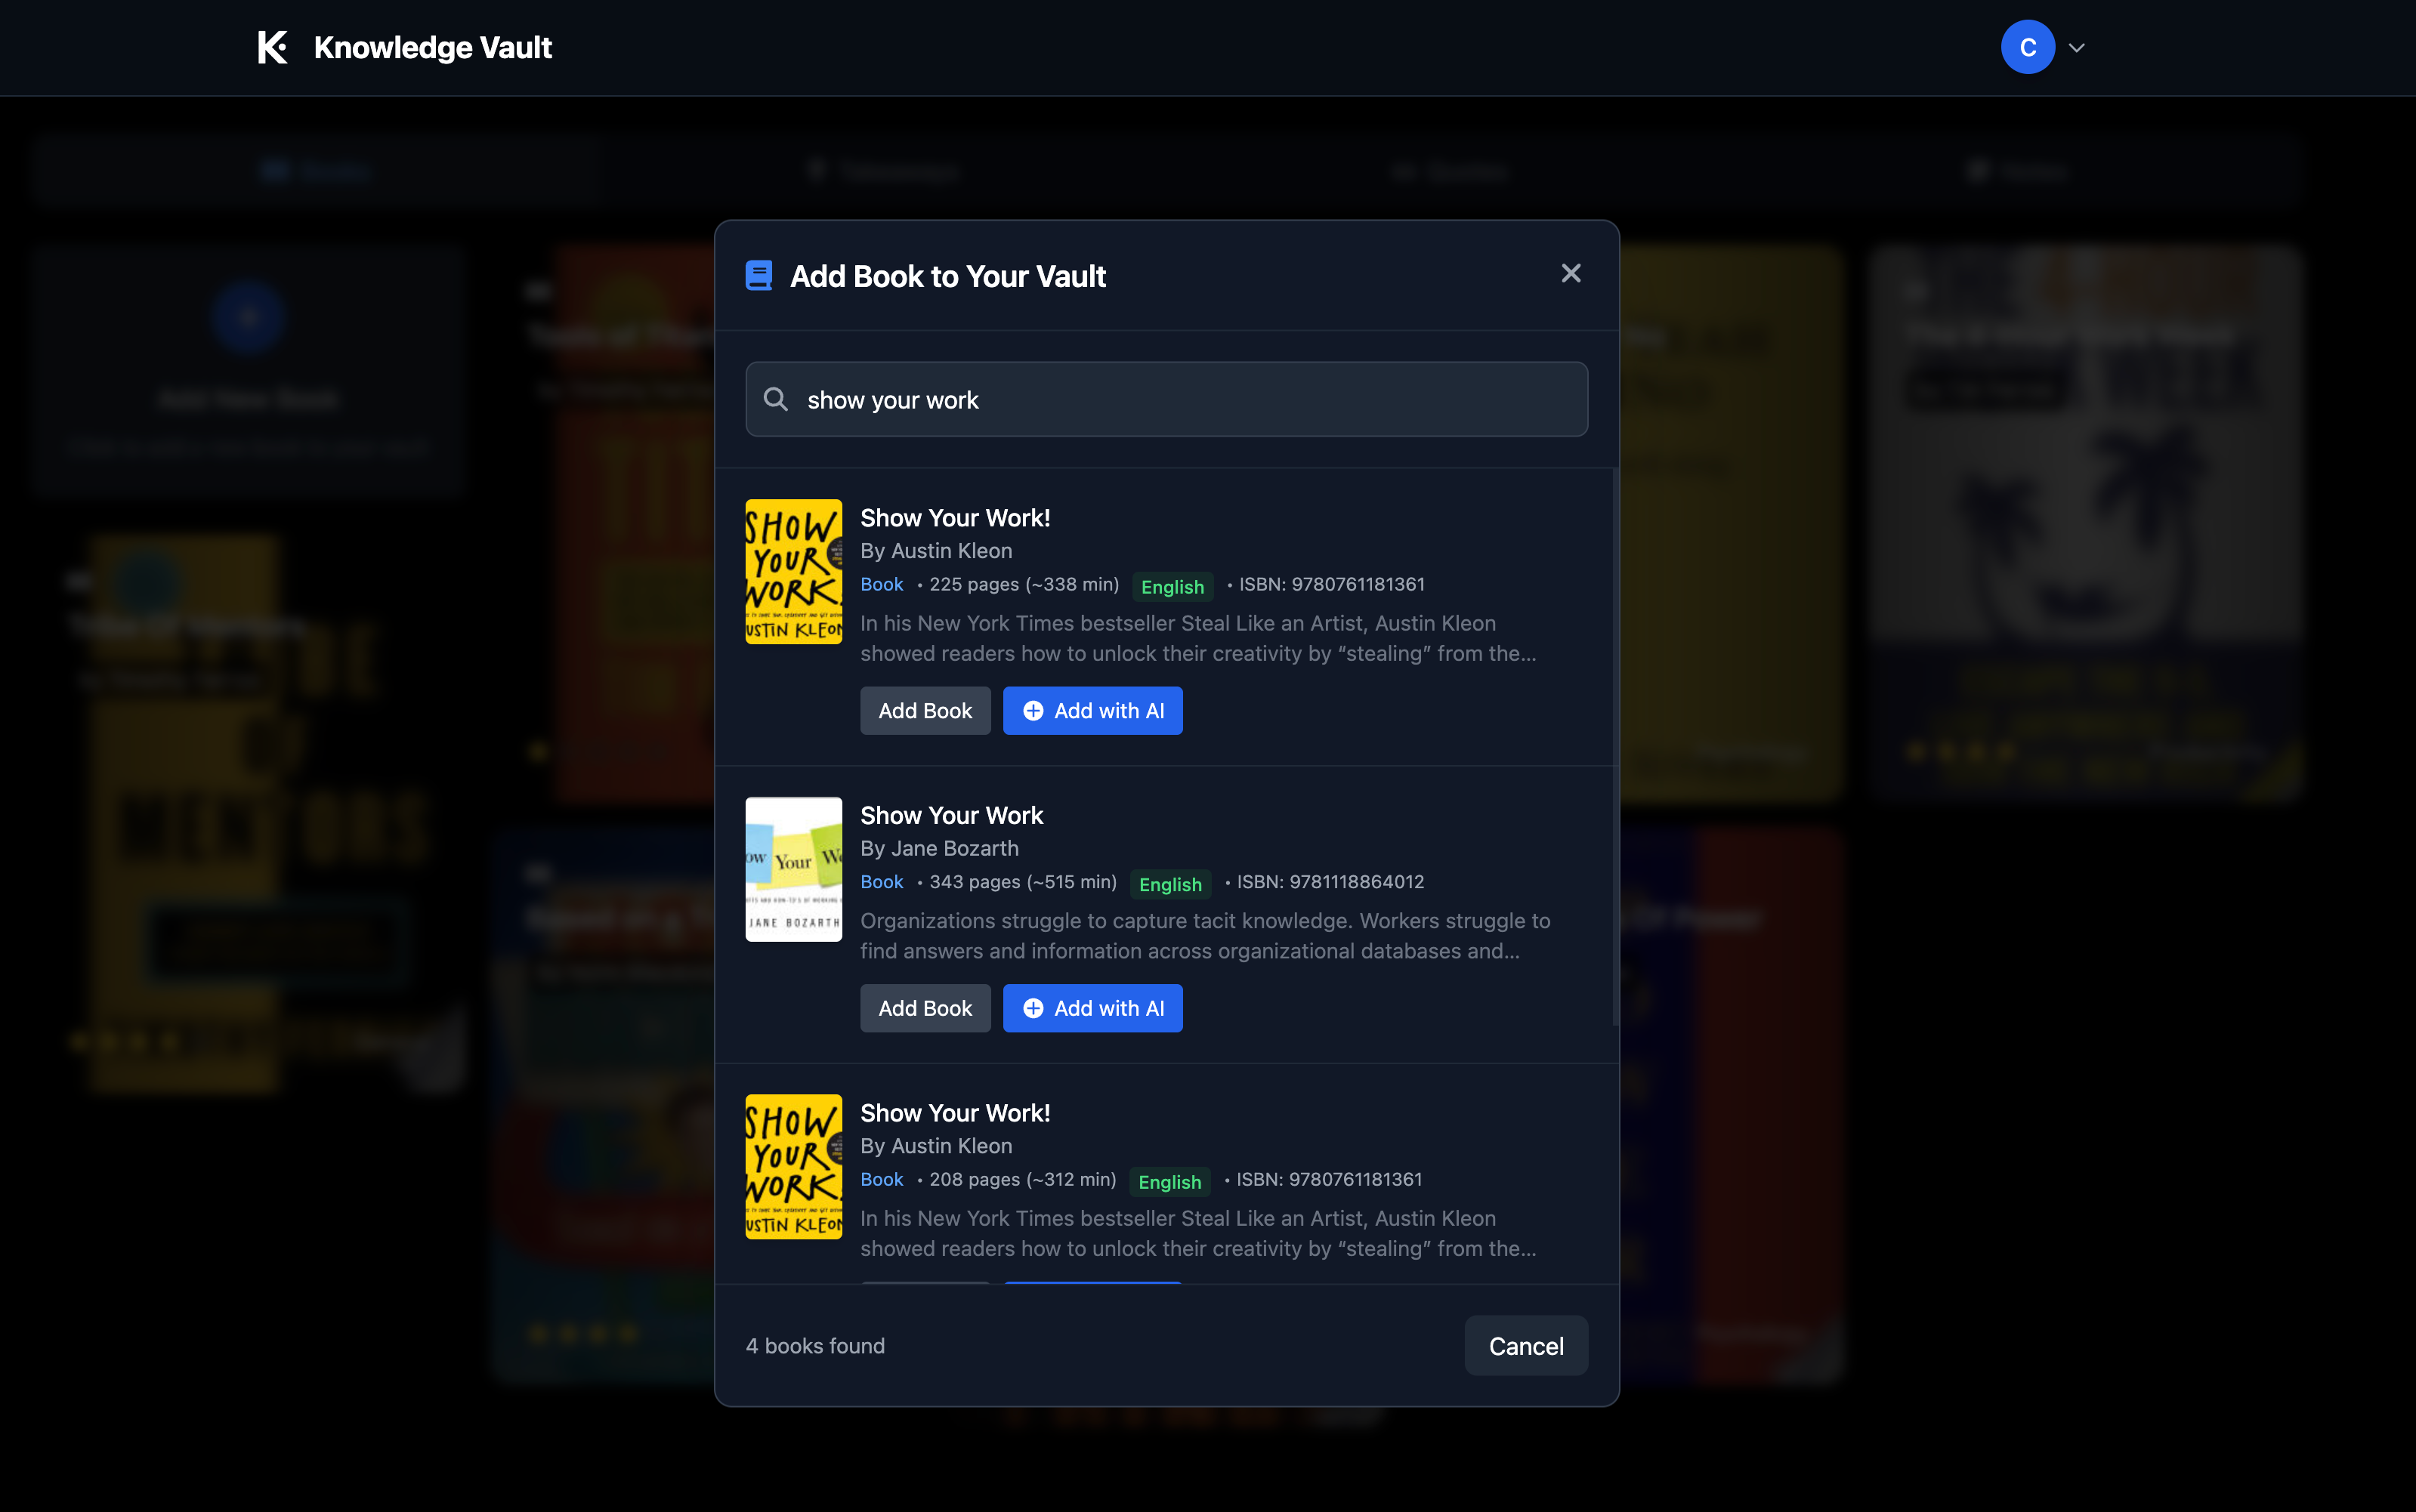 Knowledge Vault
C
Add Book to Your Vault
show your work
SHOW
YOUR
WORK!
AUSTIN KLEON
Show Your Work!
By Austin Kleon
Book • 225 pages (~338 min) English • ISBN: 9780761181361
In his New York Times bestseller Steal Like an Artist, Austin Kleon
showed readers how to unlock their creativity by “stealing” from the...
Add Book Add with AI
ow Your Wo
JANE BOZARTH
Show Your Work
By Jane Bozarth
Book • 343 pages (~515 min) English • ISBN: 9781118864012
Organizations struggle to capture tacit knowledge. Workers struggle to
find answers and information across organizational databases and...
Add Book Add with AI
SHOW
YOUR
WORK!
AUSTIN KLEON
Show Your Work!
By Austin Kleon
Book • 208 pages (~312 min) English • ISBN: 9780761181361
In his New York Times bestseller Steal Like an Artist, Austin Kleon
showed readers how to unlock their creativity by “stealing” from the...
4 books found
Cancel